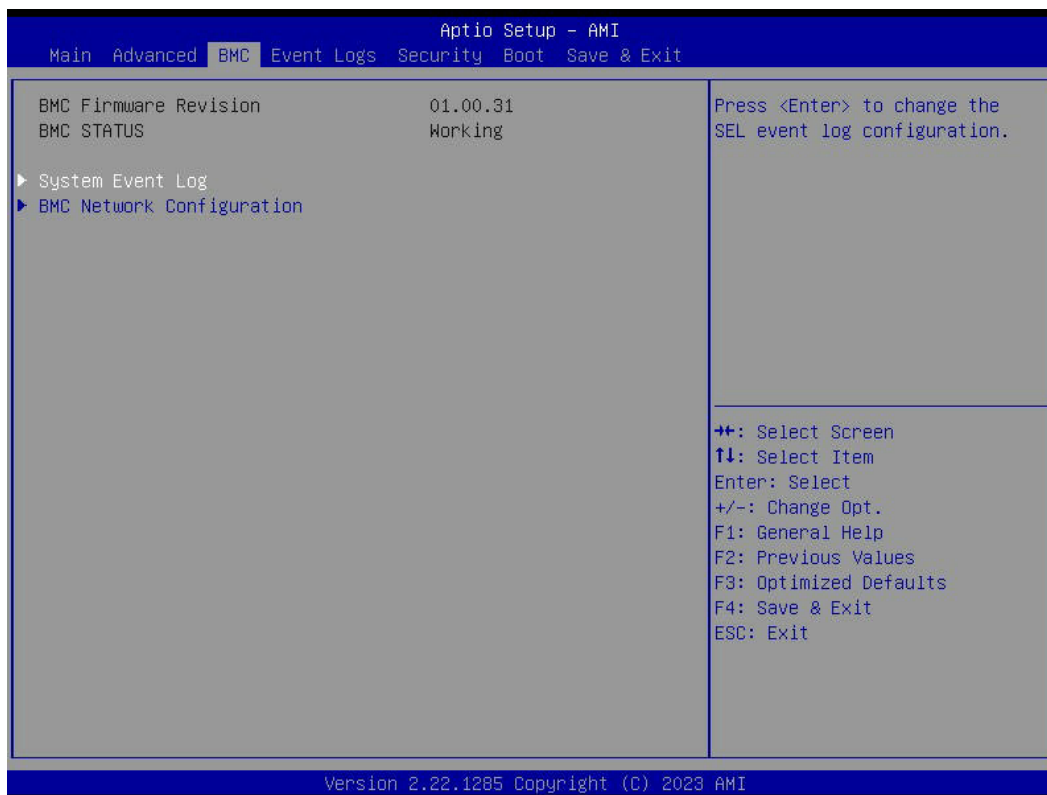 Aptio Setup - AMI
Main Advanced BMC Event Logs Security Boot Save & Exit
BMC Firmware Revision 01.00.31
BMC STATUS Working
System Event Log
BMC Network Configuration
Press <Enter> to change the
SEL event log configuration.
→←: Select Screen
↑↓: Select Item
Enter: Select
+/-: Change Opt.
F1: General Help
F2: Previous Values
F3: Optimized Defaults
F4: Save & Exit
ESC: Exit
Version 2.22.1285 Copyright (C) 2023 AMI